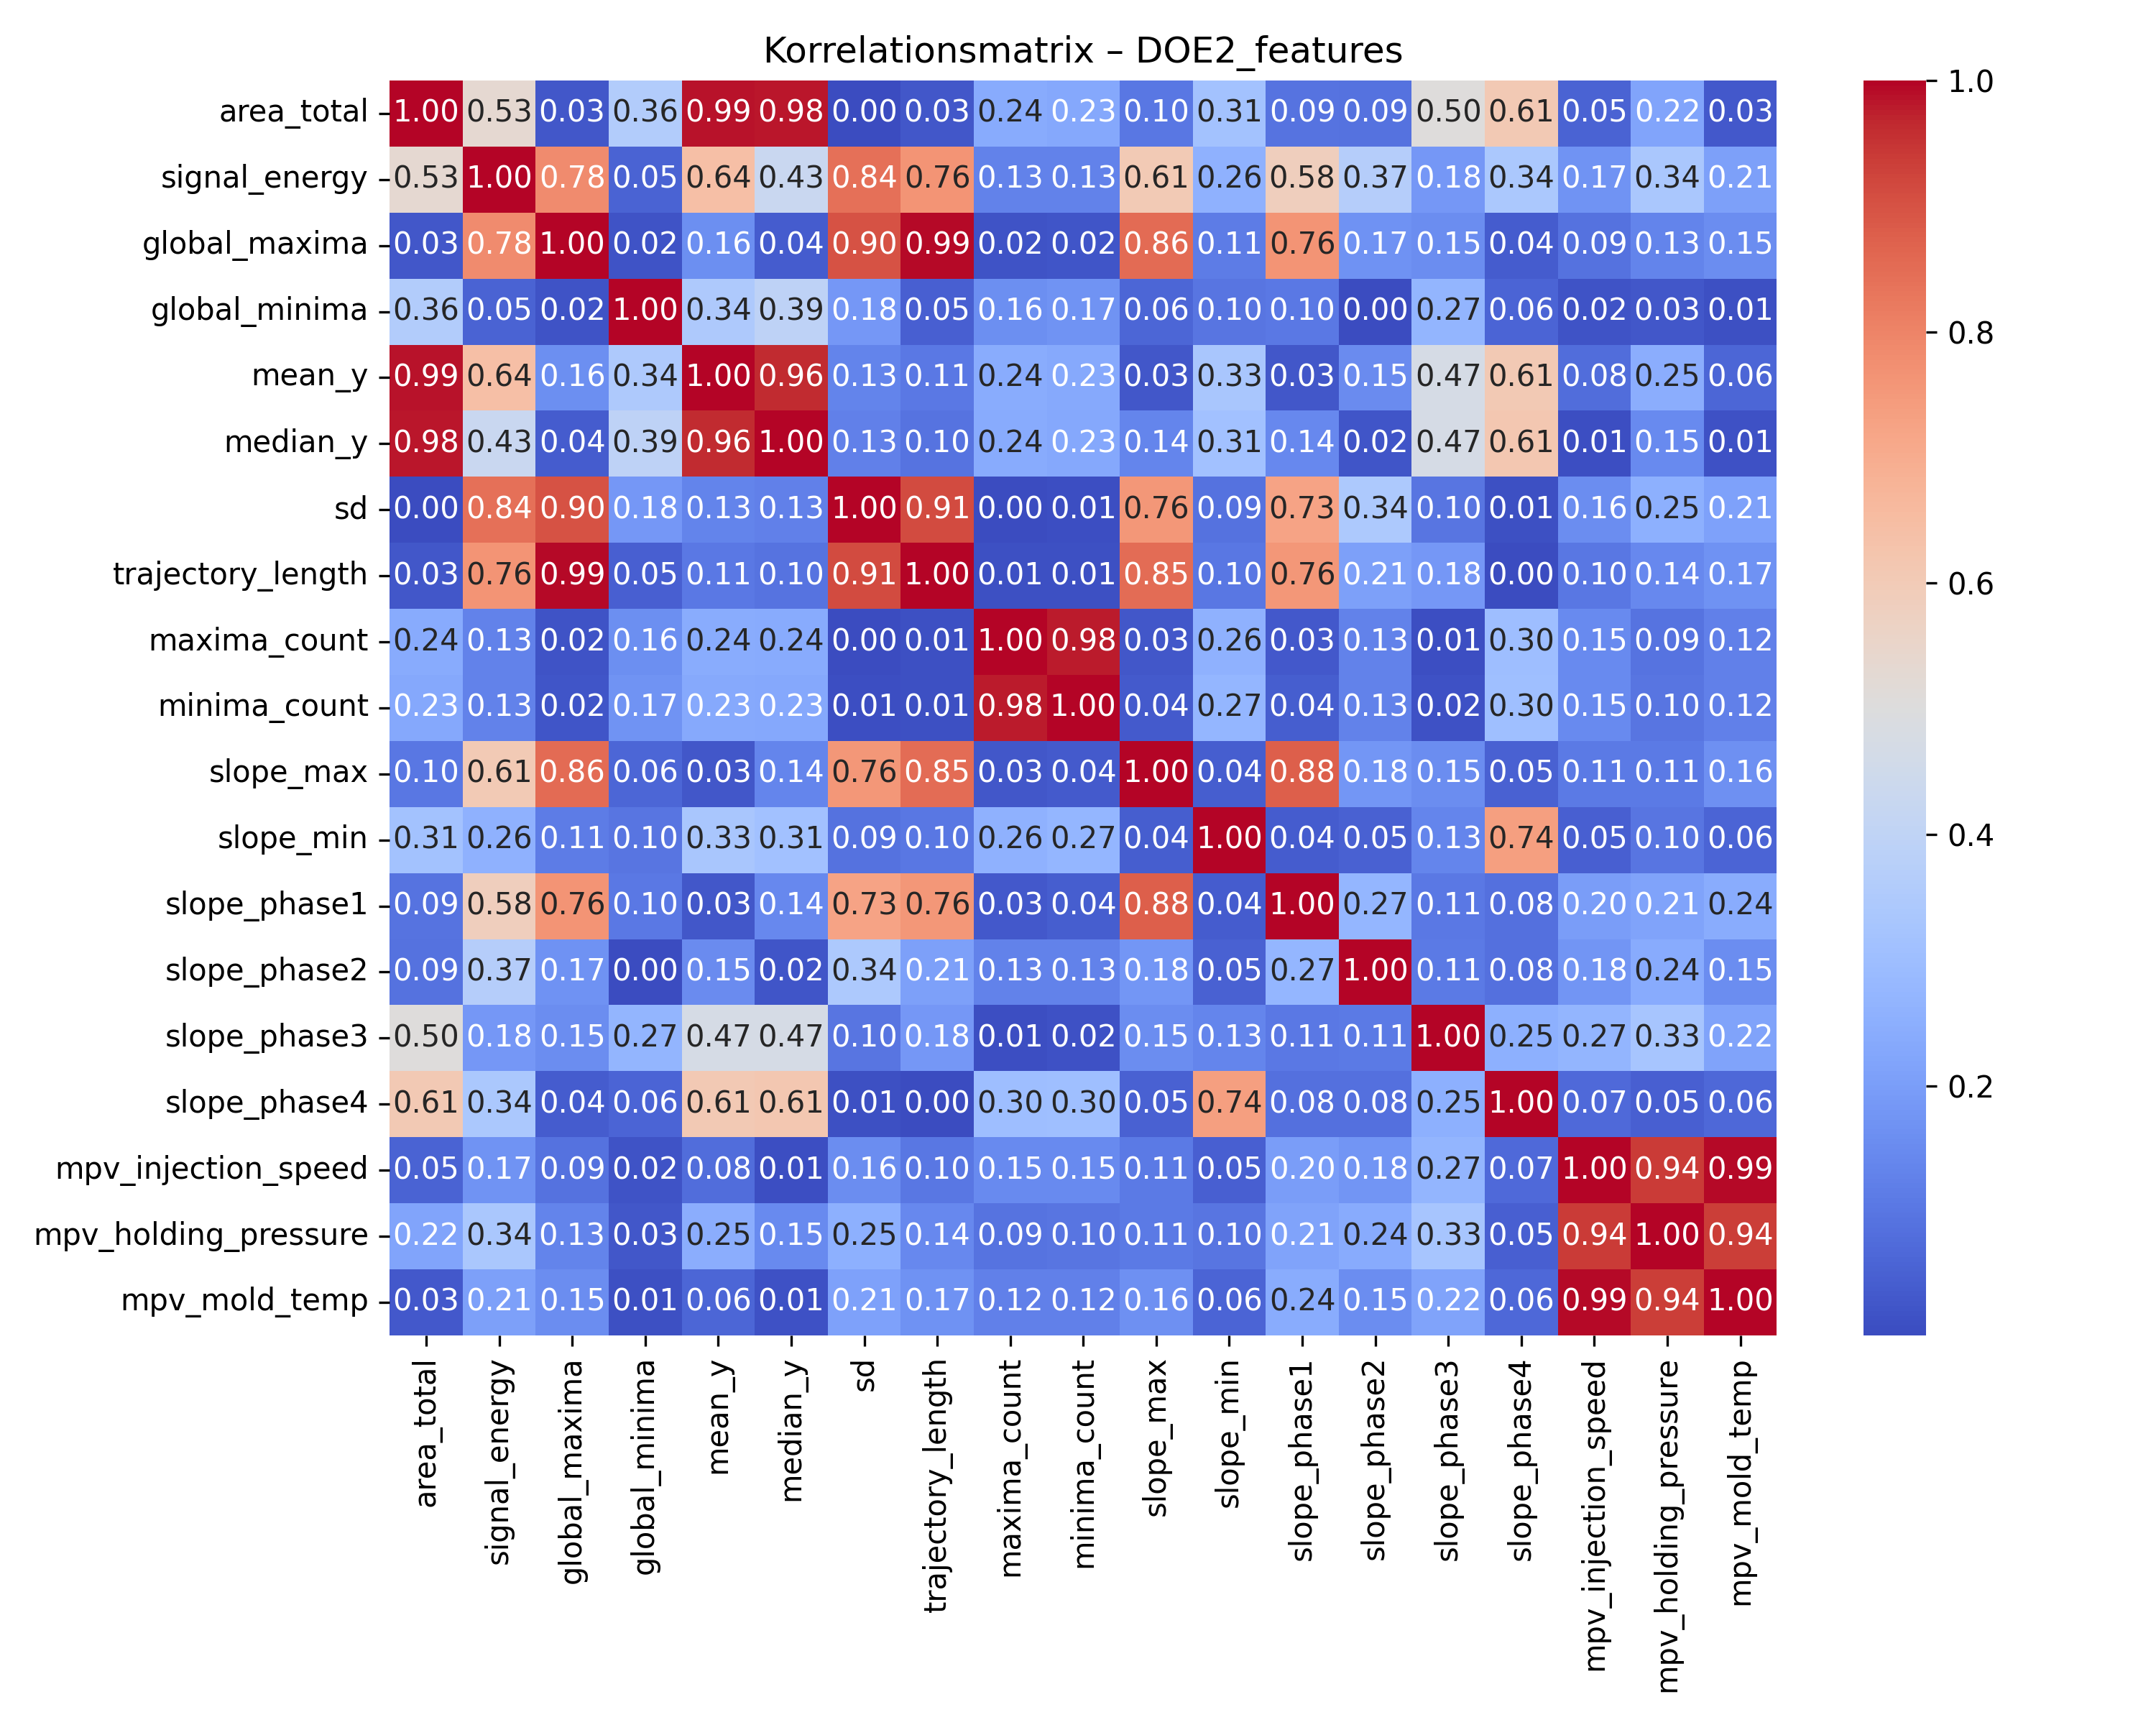 Korrelationsmatrix – DOE2_features
area_total 1.00 0.53 0.03 0.36 0.99 0.98 0.00 0.03 0.24 0.23 0.10 0.31 0.09 0.09 0.50 0.61 0.05 0.22 0.03
signal_energy 0.53 1.00 0.78 0.05 0.64 0.43 0.84 0.76 0.13 0.13 0.61 0.26 0.58 0.37 0.18 0.34 0.17 0.34 0.21
global_maxima 0.03 0.78 1.00 0.02 0.16 0.04 0.90 0.99 0.02 0.02 0.86 0.11 0.76 0.17 0.15 0.04 0.09 0.13 0.15
global_minima 0.36 0.05 0.02 1.00 0.34 0.39 0.18 0.05 0.16 0.17 0.06 0.10 0.10 0.00 0.27 0.06 0.02 0.03 0.01
mean_y 0.99 0.64 0.16 0.34 1.00 0.96 0.13 0.11 0.24 0.23 0.03 0.33 0.03 0.15 0.47 0.61 0.08 0.25 0.06
median_y 0.98 0.43 0.04 0.39 0.96 1.00 0.13 0.10 0.24 0.23 0.14 0.31 0.14 0.02 0.47 0.61 0.01 0.15 0.01
sd 0.00 0.84 0.90 0.18 0.13 0.13 1.00 0.91 0.00 0.01 0.76 0.09 0.73 0.34 0.10 0.01 0.16 0.25 0.21
trajectory_length 0.03 0.76 0.99 0.05 0.11 0.10 0.91 1.00 0.01 0.01 0.85 0.10 0.76 0.21 0.18 0.00 0.10 0.14 0.17
maxima_count 0.24 0.13 0.02 0.16 0.24 0.24 0.00 0.01 1.00 0.98 0.03 0.26 0.03 0.13 0.01 0.30 0.15 0.09 0.12
minima_count 0.23 0.13 0.02 0.17 0.23 0.23 0.01 0.01 0.98 1.00 0.04 0.27 0.04 0.13 0.02 0.30 0.15 0.10 0.12
slope_max 0.10 0.61 0.86 0.06 0.03 0.14 0.76 0.85 0.03 0.04 1.00 0.04 0.88 0.18 0.15 0.05 0.11 0.11 0.16
slope_min 0.31 0.26 0.11 0.10 0.33 0.31 0.09 0.10 0.26 0.27 0.04 1.00 0.04 0.05 0.13 0.74 0.05 0.10 0.06
slope_phase1 0.09 0.58 0.76 0.10 0.03 0.14 0.73 0.76 0.03 0.04 0.88 0.04 1.00 0.27 0.11 0.08 0.20 0.21 0.24
slope_phase2 0.09 0.37 0.17 0.00 0.15 0.02 0.34 0.21 0.13 0.13 0.18 0.05 0.27 1.00 0.11 0.08 0.18 0.24 0.15
slope_phase3 0.50 0.18 0.15 0.27 0.47 0.47 0.10 0.18 0.01 0.02 0.15 0.13 0.11 0.11 1.00 0.25 0.27 0.33 0.22
slope_phase4 0.61 0.34 0.04 0.06 0.61 0.61 0.01 0.00 0.30 0.30 0.05 0.74 0.08 0.08 0.25 1.00 0.07 0.05 0.06
mpv_injection_speed 0.05 0.17 0.09 0.02 0.08 0.01 0.16 0.10 0.15 0.15 0.11 0.05 0.20 0.18 0.27 0.07 1.00 0.94 0.99
mpv_holding_pressure 0.22 0.34 0.13 0.03 0.25 0.15 0.25 0.14 0.09 0.10 0.11 0.10 0.21 0.24 0.33 0.05 0.94 1.00 0.94
mpv_mold_temp 0.03 0.21 0.15 0.01 0.06 0.01 0.21 0.17 0.12 0.12 0.16 0.06 0.24 0.15 0.22 0.06 0.99 0.94 1.00
area_total
signal_energy
global_maxima
global_minima
mean_y
median_y
sd
trajectory_length
maxima_count
minima_count
slope_max
slope_min
slope_phase1
slope_phase2
slope_phase3
slope_phase4
mpv_injection_speed
mpv_holding_pressure
mpv_mold_temp
1.0
0.8
0.6
0.4
0.2